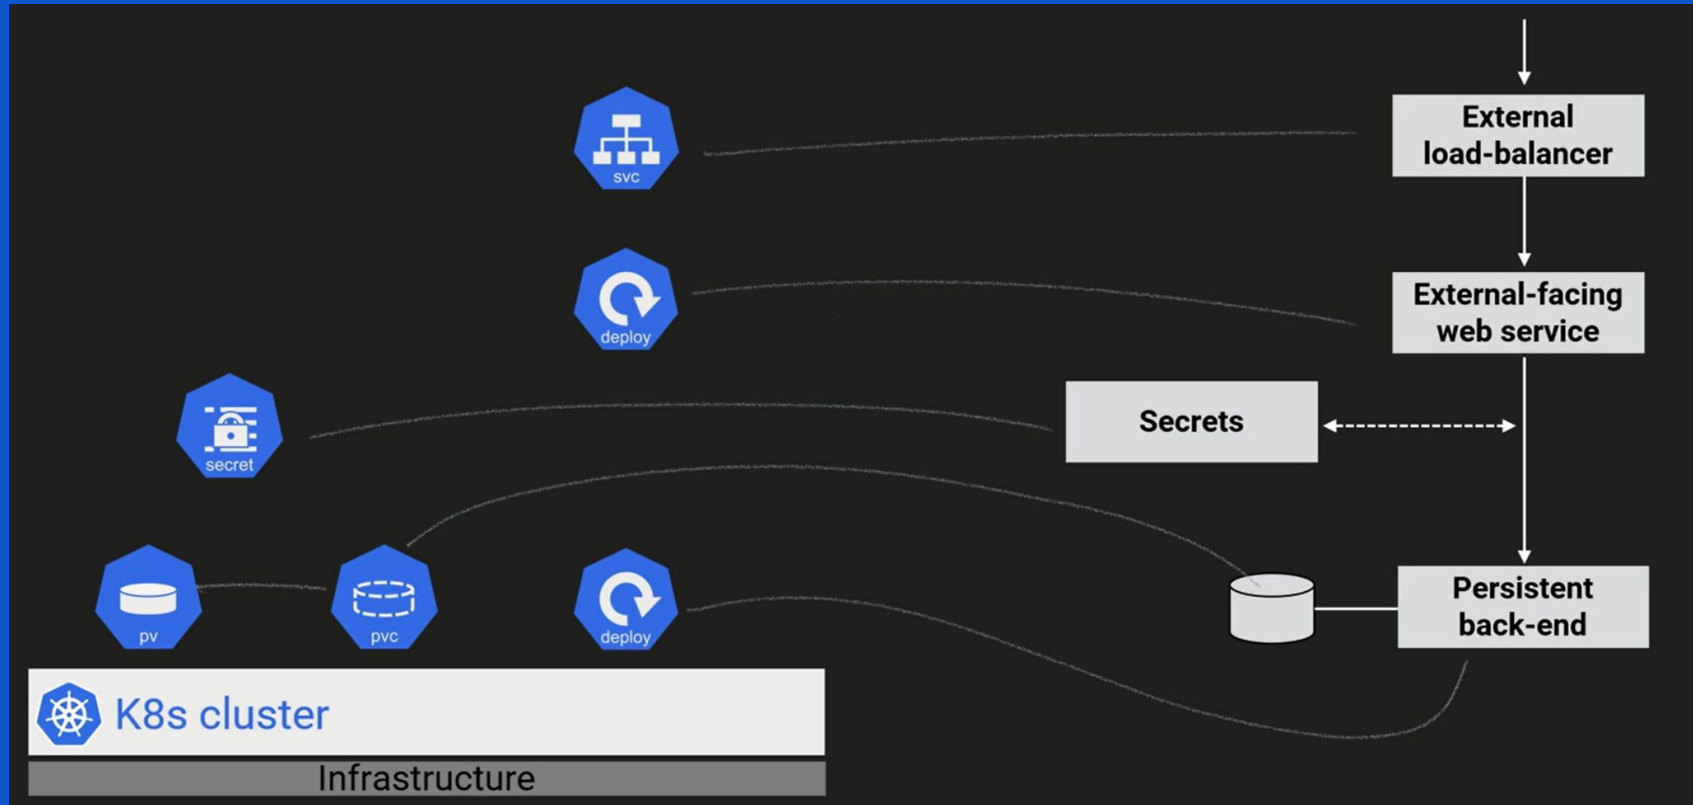 External
load-balancer
svc
External-facing
web service
deploy
Secrets
secret
Persistent
back-end
pv
pvc
deploy
K8s cluster
Infrastructure